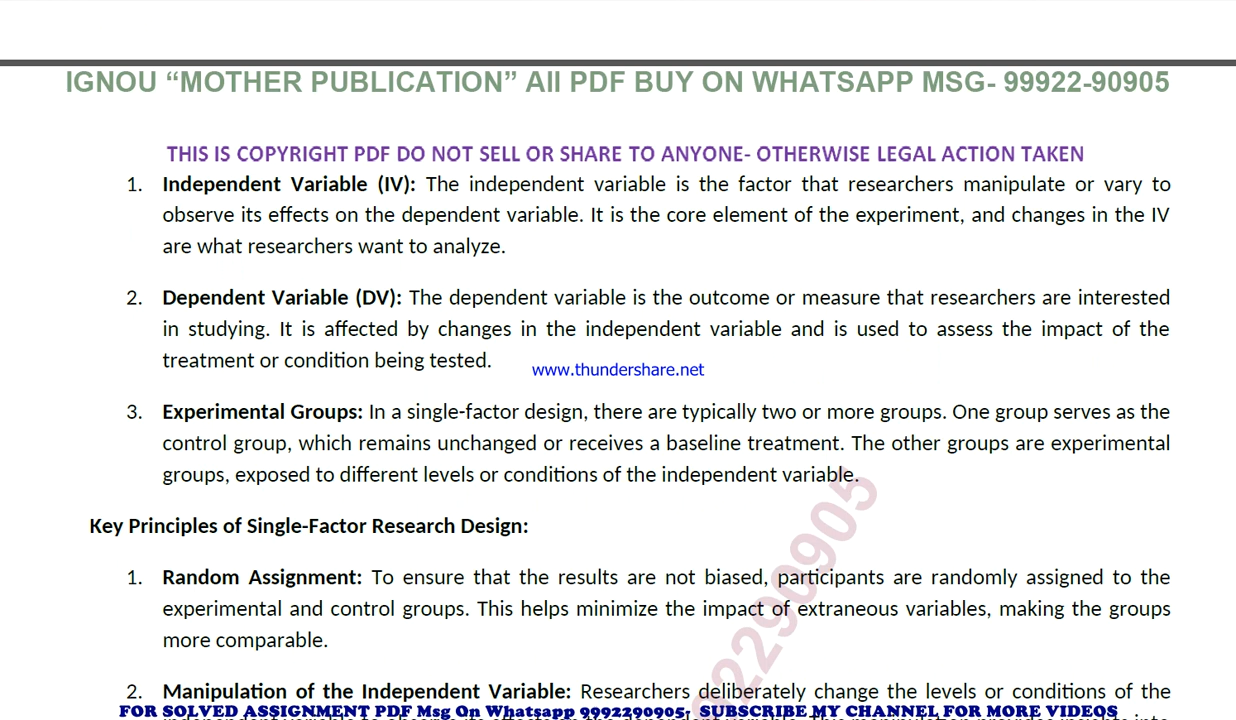 IGNOU “MOTHER PUBLICATION” All PDF BUY ON WHATSAPP MSG- 99922-90905
THIS IS COPYRIGHT PDF DO NOT SELL OR SHARE TO ANYONE- OTHERWISE LEGAL ACTION TAKEN
1. Independent Variable (IV): The independent variable is the factor that researchers manipulate or vary to
observe its effects on the dependent variable. It is the core element of the experiment, and changes in the IV
are what researchers want to analyze.
2. Dependent Variable (DV): The dependent variable is the outcome or measure that researchers are interested
in studying. It is affected by changes in the independent variable and is used to assess the impact of the
treatment or condition being tested.
www.thundershare.net
3. Experimental Groups: In a single-factor design, there are typically two or more groups. One group serves as the
control group, which remains unchanged or receives a baseline treatment. The other groups are experimental
groups, exposed to different levels or conditions of the independent variable.
Key Principles of Single-Factor Research Design:
1. Random Assignment: To ensure that the results are not biased, participants are randomly assigned to the
experimental and control groups. This helps minimize the impact of extraneous variables, making the groups
more comparable.
2. Manipulation of the Independent Variable: Researchers deliberately change the levels or conditions of the
FOR SOLVED ASSIGNMENT PDF Msg On Whatsapp 9992290905, SUBSCRIBE MY CHANNEL FOR MORE VIDEOS
2290905